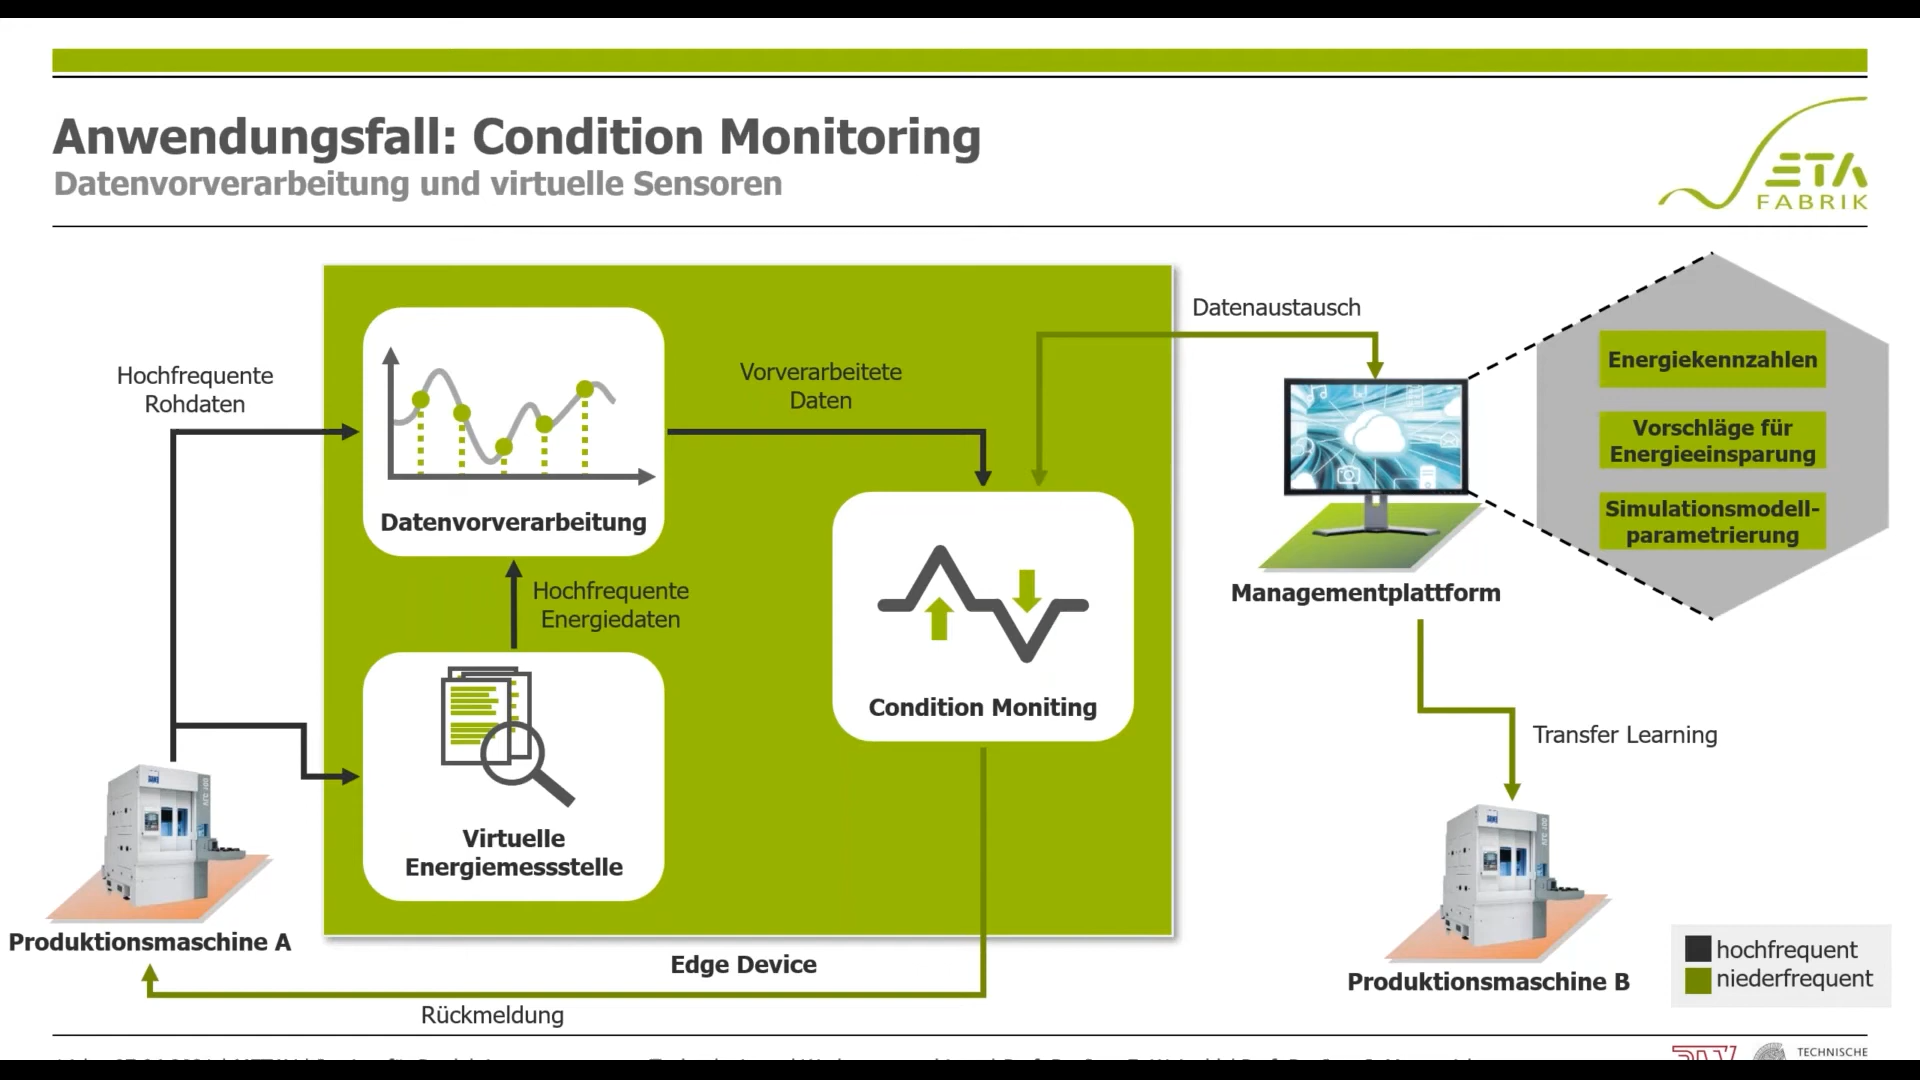 Anwendungsfall: Condition Monitoring
Datenvorverarbeitung und virtuelle Sensoren
ETA
FABRIK
Hochfrequente
Rohdaten
Datenvorverarbeitung
Hochfrequente
Energiedaten
Virtuelle
Energiemessstelle
Vorverarbeitete
Daten
Condition Moniting
Datenaustausch
Managementplattform
Energiekennzahlen
Vorschläge für
Energieeinsparung
Simulationsmodell-
parametrierung
Transfer Learning
Produktionsmaschine A
Edge Device
Rückmeldung
Produktionsmaschine B
hochfrequent
niederfrequent
TECHNISCHE